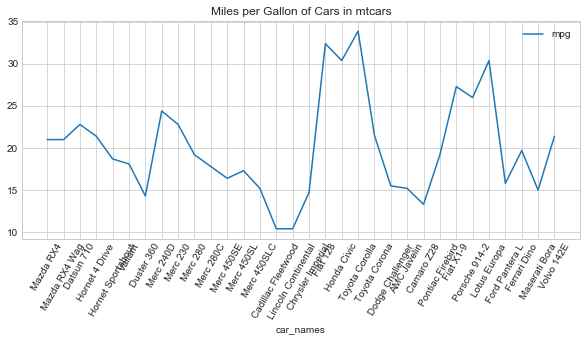 Miles per Gallon of Cars in mtcars
mpg
35
30
25
20
15
10
Mazda RX4
Mazda RX4 Wag
Datsun 710
Hornet 4 Drive
Hornet Sportabout
Valiant
Duster 360
Merc 240D
Merc 230
Merc 280
Merc 280C
Merc 450SE
Merc 450SL
Merc 450SLC
Cadillac Fleetwood
Lincoln Continental
Chrysler Imperial
Fiat 128
Honda Civic
Toyota Corolla
Toyota Corona
Dodge Challenger
AMC Javelin
Camaro Z28
Pontiac Firebird
Fiat X1-9
Porsche 914-2
Lotus Europa
Ford Pantera L
Ferrari Dino
Maserati Bora
Volvo 142E
car_names